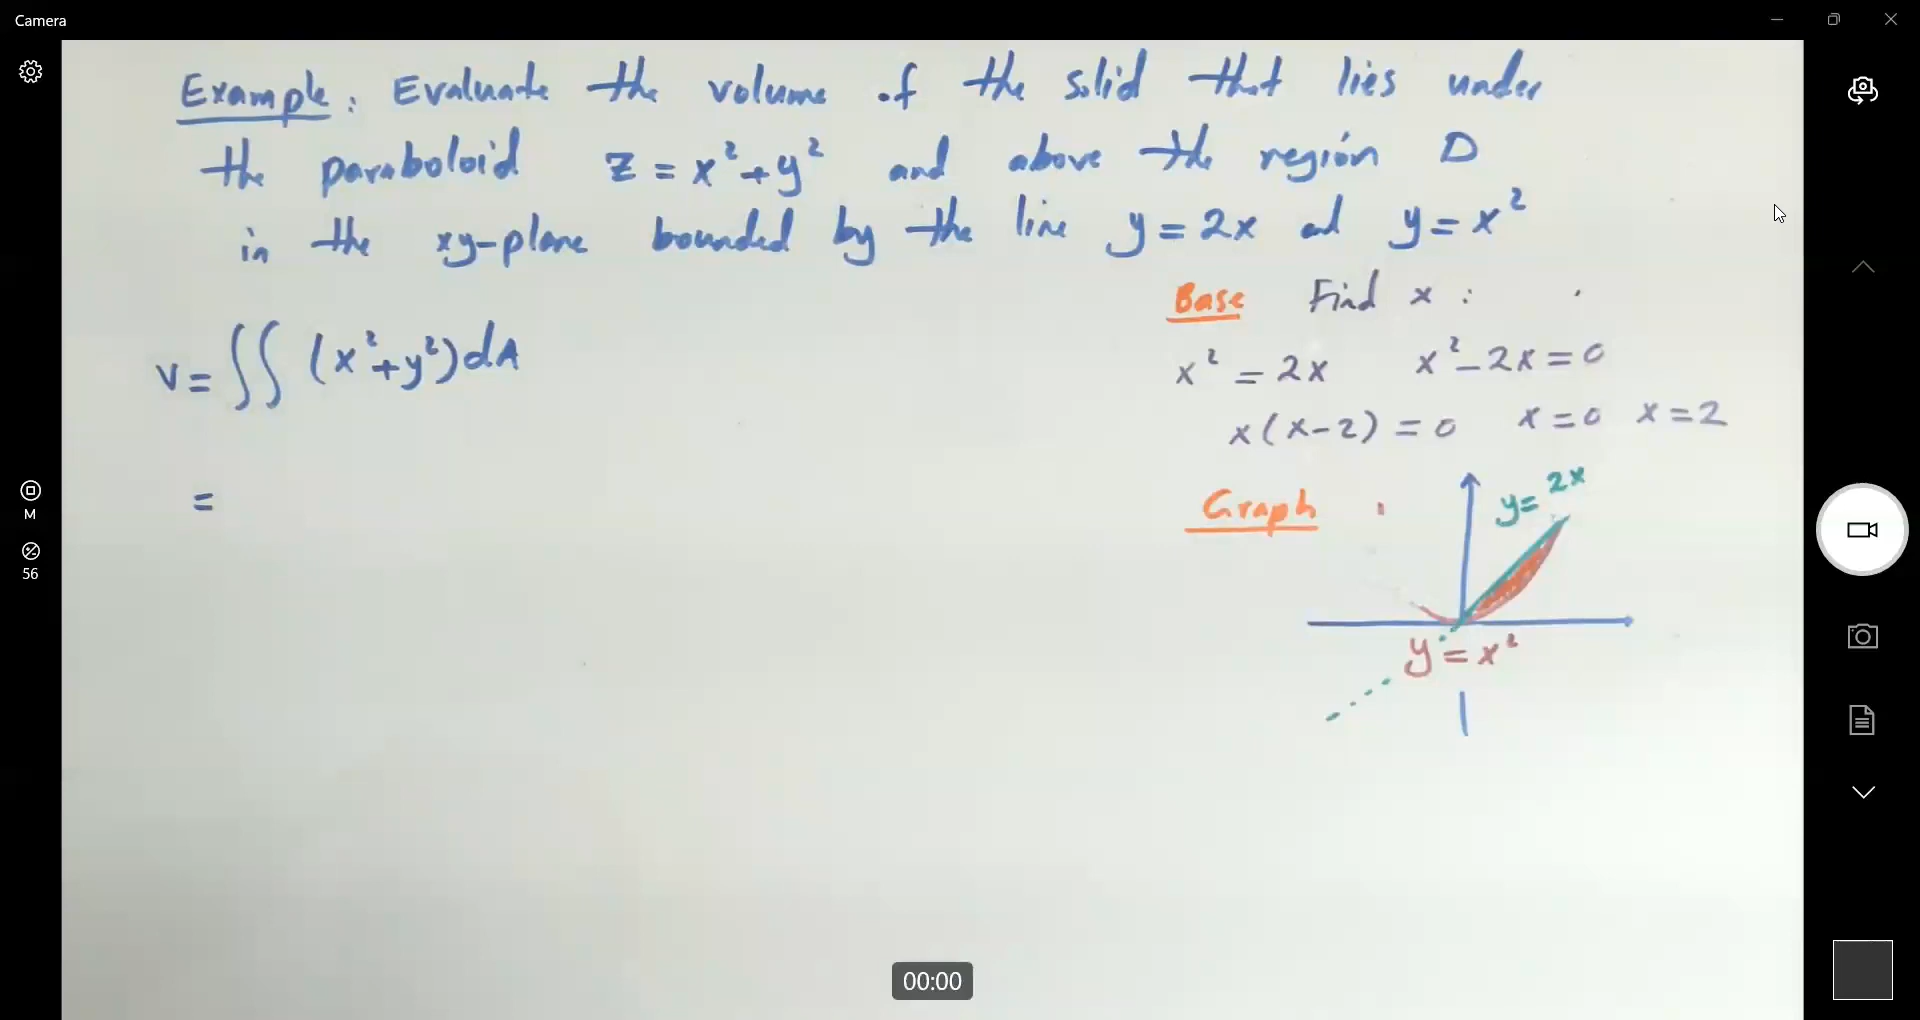 Camera
Example: Evaluate the volume of the solid that lies under
the paraboloid z = x² + y² and above the region D
in the xy-plane bounded by the line y = 2x and y = x²
Base Find x :
V = ∫∫ (x² + y²) dA
x² = 2x x² - 2x = 0
x(x-2) = 0 x = 0 x = 2
=
Graph :
y = 2x
y = x²
M
56
00:00